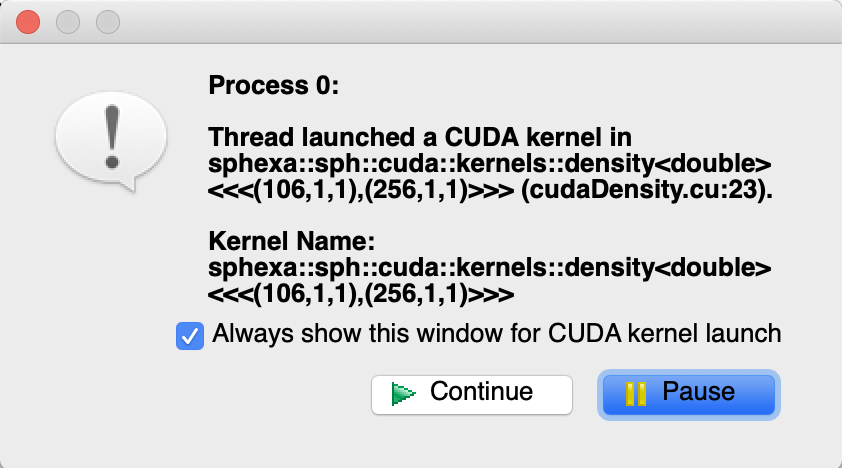 Process 0:
Thread launched a CUDA kernel in
sphexa::sph::cuda::kernels::density<double>
<<<(106,1,1),(256,1,1)>>> (cudaDensity.cu:23).
Kernel Name:
sphexa::sph::cuda::kernels::density<double>
<<<(106,1,1),(256,1,1)>>>
Always show this window for CUDA kernel launch
Continue
Pause